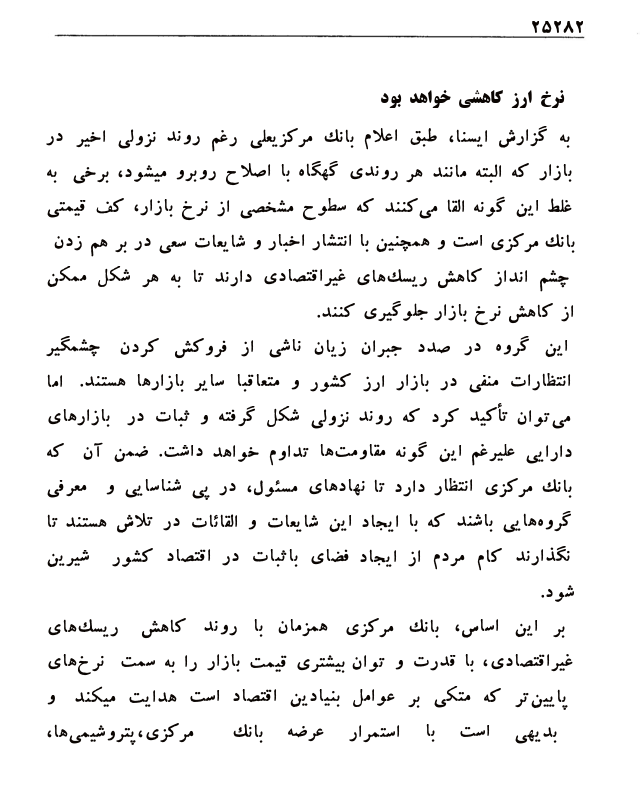 ۲۵۲۸۲
نرخ ارز کاهشی خواهد بود
به گزارش ایسنا، طبق اعلام بانك مرکزیعلی رغم روند نزولی اخیر در
بازار که البته مانند هر روندی گهگاه با اصلاح روبرو میشود، برخی به
غلط این گونه القا می‌کنند که سطوح مشخصی از نرخ بازار، کف قیمتی
بانك مرکزی است و همچنین با انتشار اخبار و شایعات سعی در بر هم زدن
چشم انداز کاهش ریسك‌های غیراقتصادی دارند تا به هر شکل ممکن
از کاهش نرخ بازار جلوگیری کنند.
این گروه در صدد جبران زیان ناشی از فروکش کردن چشمگیر
انتظارات منفی در بازار ارز کشور و متعاقبا سایر بازارها هستند. اما
می‌توان تأکید کرد که روند نزولی شکل گرفته و ثبات در بازارهای
دارایی علیرغم این گونه مقاومت‌ها تداوم خواهد داشت. ضمن آن که
بانك مرکزی انتظار دارد تا نهادهای مسئول، در پی شناسایی و معرفی
گروه‌هایی باشند که با ایجاد این شایعات و القائات در تلاش هستند تا
نگذارند کام مردم از ایجاد فضای باثبات در اقتصاد کشور شیرین
شود.
بر این اساس، بانك مرکزی همزمان با روند کاهش ریسك‌های
غیراقتصادی، با قدرت و توان بیشتری قیمت بازار را به سمت نرخ‌های
پایین‌تر که متکی بر عوامل بنیادین اقتصاد است هدایت میکند و
بدیهی است با استمرار عرضه بانك مرکزی،پتروشیمی‌ها،